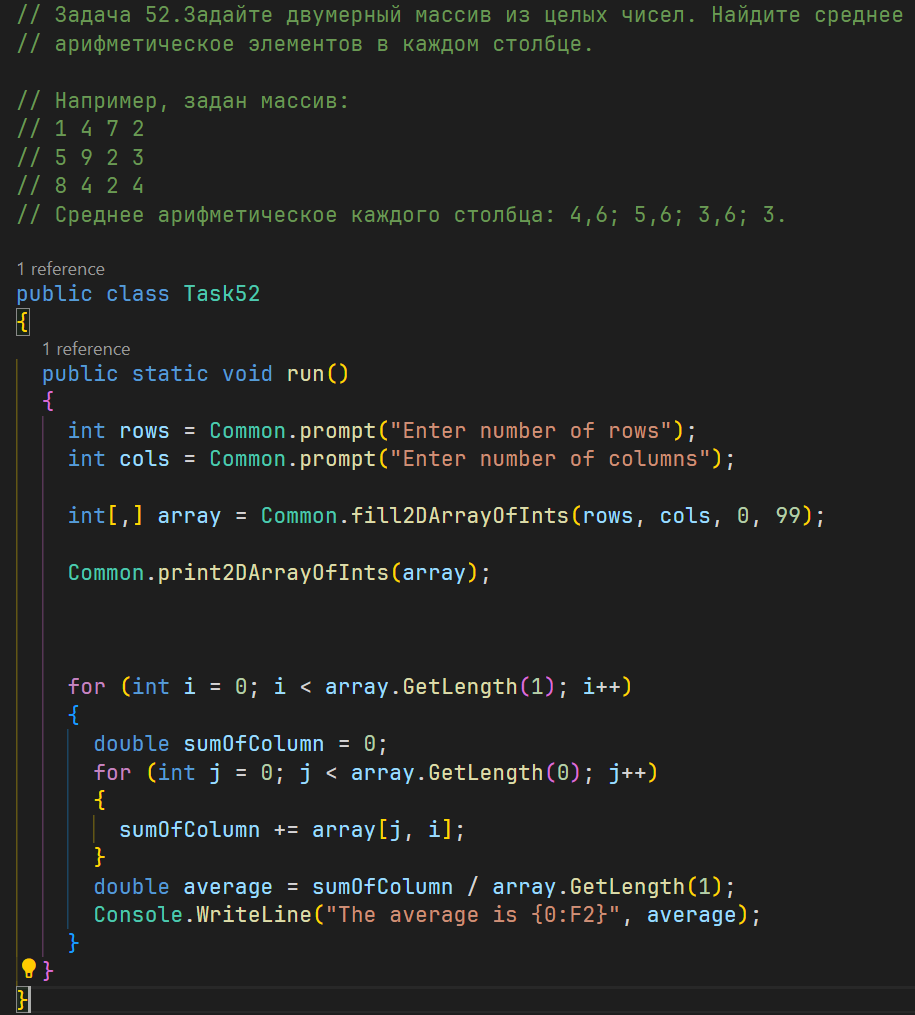 // Задача 52.Задайте двумерный массив из целых чисел. Найдите среднее
// арифметическое элементов в каждом столбце.
// Например, задан массив:
// 1 4 7 2
// 5 9 2 3
// 8 4 2 4
// Среднее арифметическое каждого столбца: 4,6; 5,6; 3,6; 3.
1 reference
public class Task52
{
1 reference
public static void run()
{
int rows = Common.prompt("Enter number of rows");
int cols = Common.prompt("Enter number of columns");
int[,] array = Common.fill2DArrayOfInts(rows, cols, 0, 99);
Common.print2DArrayOfInts(array);
for (int i = 0; i < array.GetLength(1); i++)
{
double sumOfColumn = 0;
for (int j = 0; j < array.GetLength(0); j++)
{
sumOfColumn += array[j, i];
}
double average = sumOfColumn / array.GetLength(1);
Console.WriteLine("The average is {0:F2}", average);
}
}
}